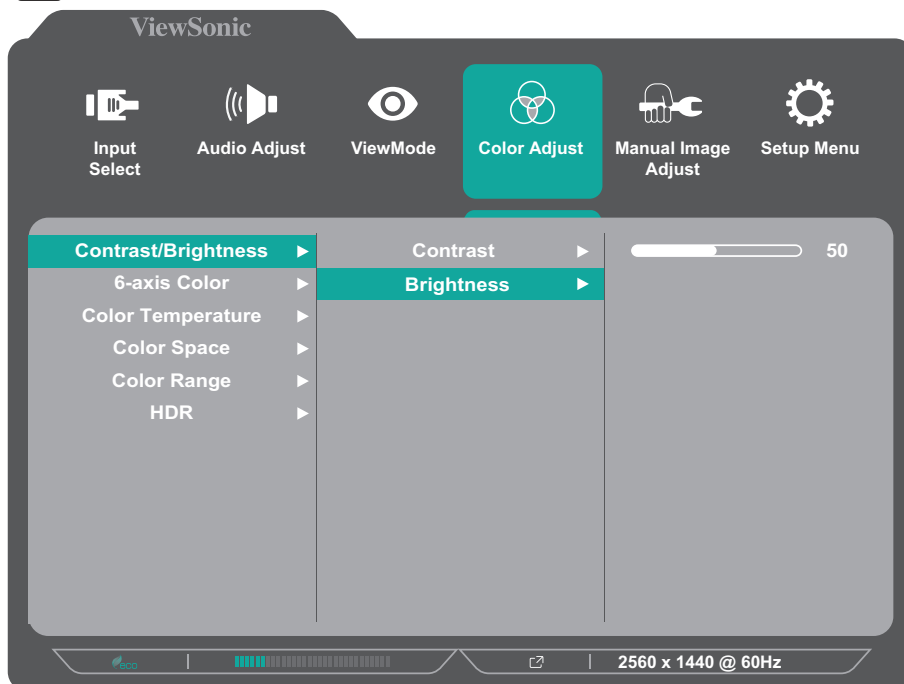 ViewSonic
Input
Select
Audio Adjust
ViewMode
Color Adjust
Manual Image
Adjust
Setup Menu
Contrast/Brightness
6-axis Color
Color Temperature
Color Space
Color Range
HDR
Contrast
Brightness
50
eco
2560 x 1440 @ 60Hz